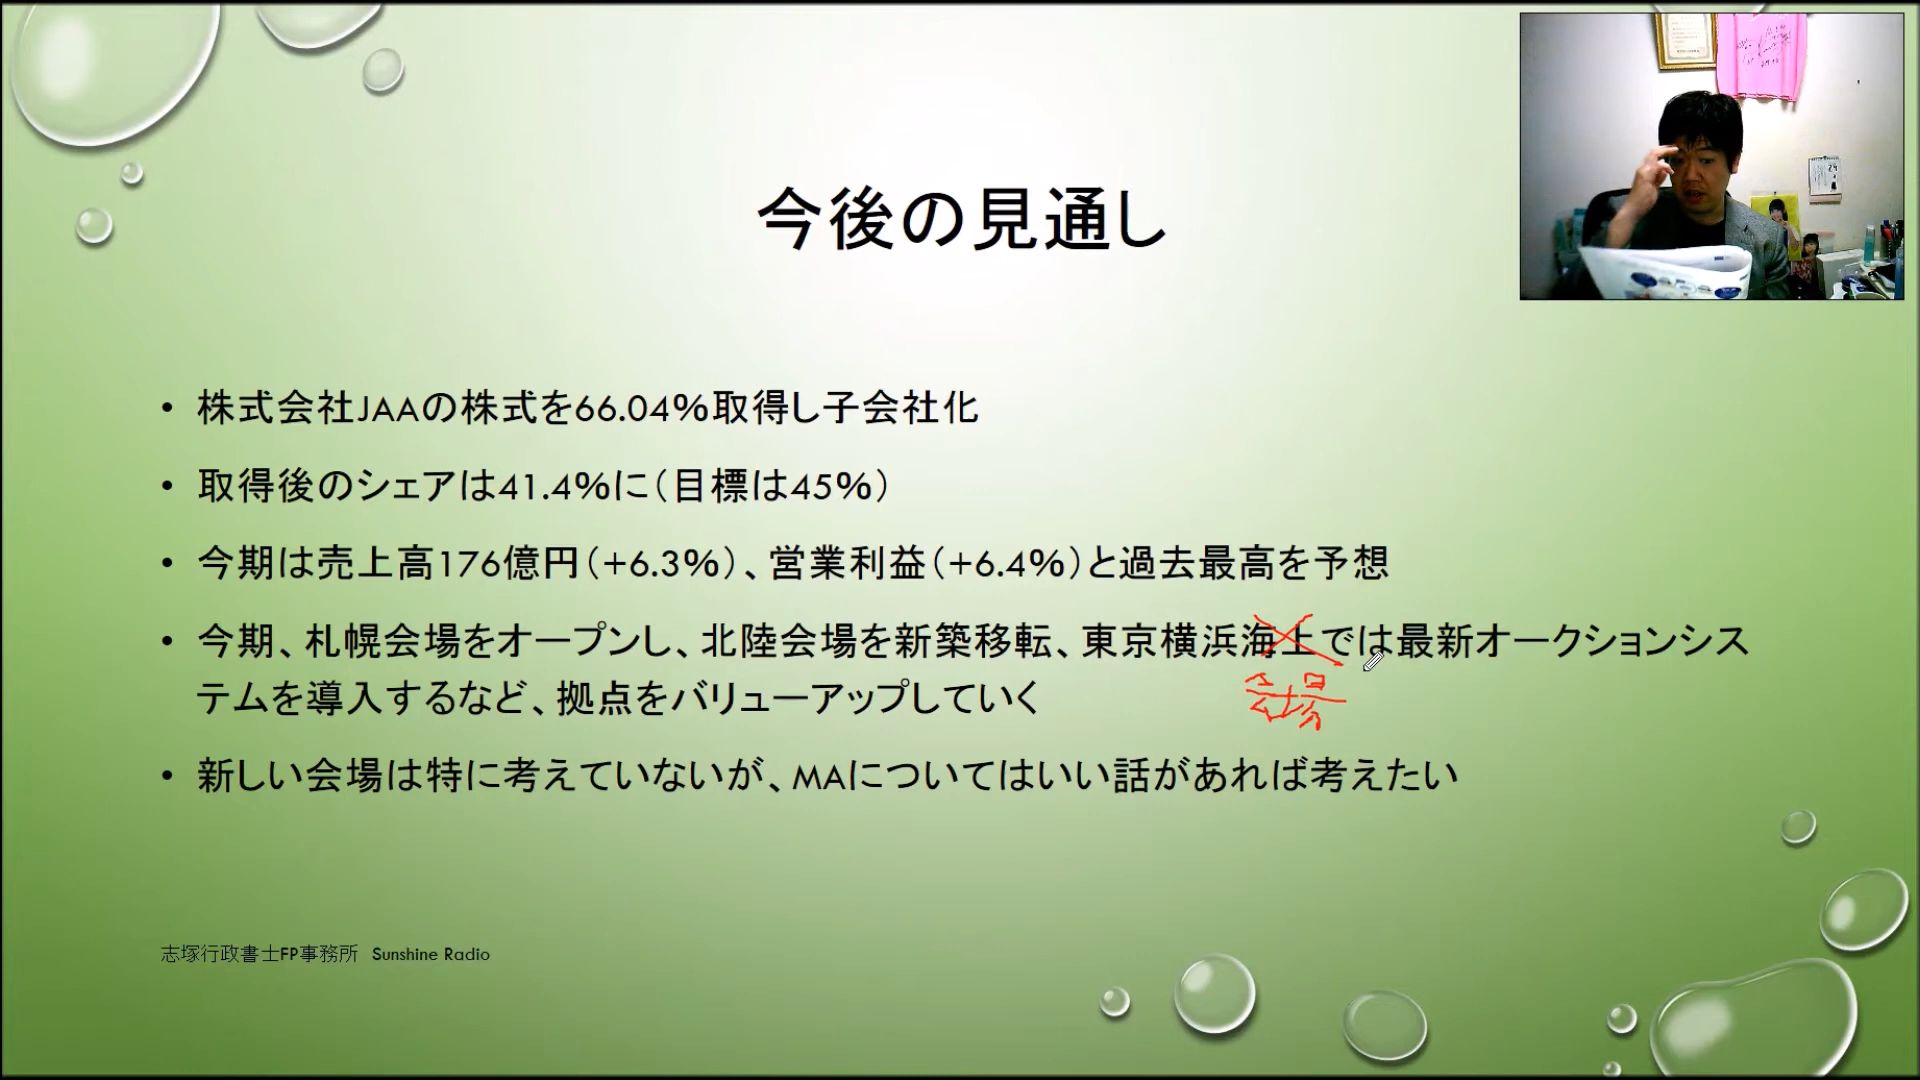 今後の見通し
• 株式会社JAAの株式を66.04%取得し子会社化
• 取得後のシェアは41.4%に（目標は45%）
• 今期は売上高176億円（+6.3%）、営業利益（+6.4%）と過去最高を予想
• 今期、札幌会場をオープンし、北陸会場を新築移転、東京横浜海上では最新オークションシス
テムを導入するなど、拠点をバリューアップしていく
会場
• 新しい会場は特に考えていないが、MAについてはいい話があれば考えたい
志塚行政書士FP事務所 Sunshine Radio